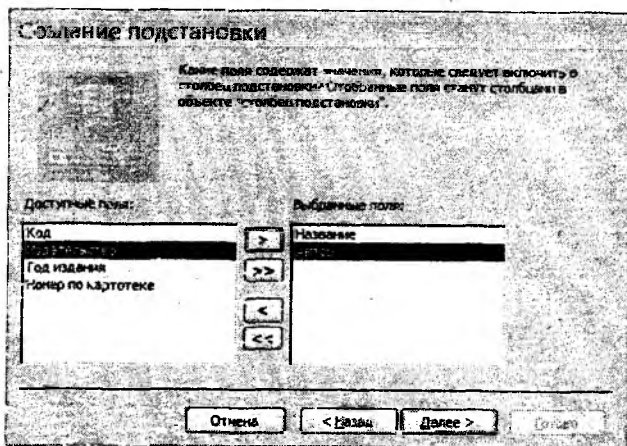 Создание подстановки
Какие поля содержат значения, которые следует включить в
столбец подстановки? Отобранные поля станут столбцами в
объекте "столбец подстановки".
Доступные поля:
Выбранные поля:
Код
Год издания
Номер по картотеке
>
>>
<
<<
Название
Отмена
< Назад
Далее >
Готово